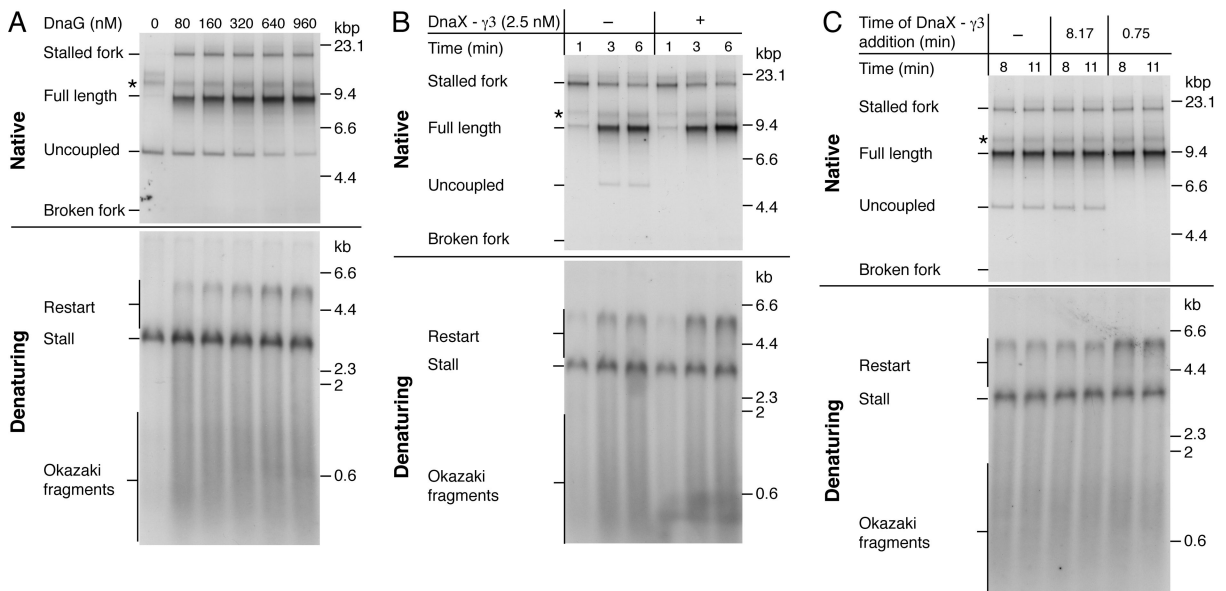 A
DnaG (nM) 0 80 160 320 640 960
kbp
Stalled fork
23.1
*
Full length
9.4
6.6
Uncoupled
4.4
Broken fork
Native
kb
6.6
Restart
4.4
Stall
2.3
2
Okazaki
fragments
0.6
Denaturing
B
DnaX - γ3 (2.5 nM) – +
Time (min) 1 3 6 1 3 6
kbp
Stalled fork
23.1
*
Full length
9.4
6.6
Uncoupled
4.4
Broken fork
Native
kb
6.6
Restart
4.4
Stall
2.3
2
Okazaki
fragments
0.6
Denaturing
C
Time of DnaX - γ3
addition (min) – 8.17 0.75
Time (min) 8 11 8 11 8 11
kbp
Stalled fork
23.1
*
Full length
9.4
6.6
Uncoupled
4.4
Broken fork
Native
kb
6.6
Restart
4.4
Stall
2.3
2
Okazaki
fragments
0.6
Denaturing